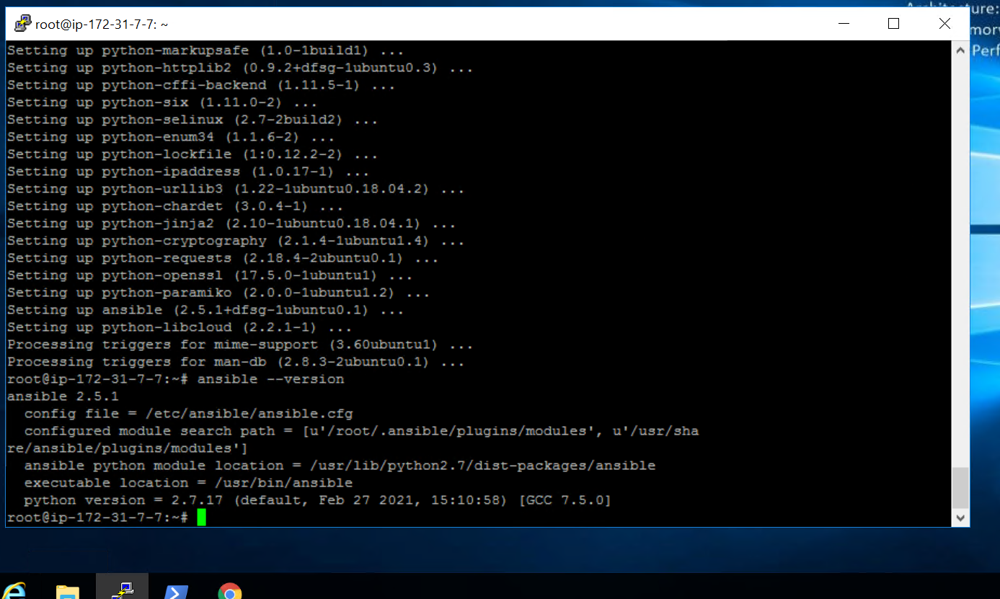 Architecture:
root@ip-172-31-7-7: ~
Perf
Setting up python-markupsafe (1.0-1build1) ...
Setting up python-httplib2 (0.9.2+dfsg-1ubuntu0.3) ...
Setting up python-cffi-backend (1.11.5-1) ...
Setting up python-six (1.11.0-2) ...
Setting up python-selinux (2.7-2build2) ...
Setting up python-enum34 (1.1.6-2) ...
Setting up python-lockfile (1:0.12.2-2) ...
Setting up python-ipaddress (1.0.17-1) ...
Setting up python-urllib3 (1.22-1ubuntu0.18.04.2) ...
Setting up python-chardet (3.0.4-1) ...
Setting up python-jinja2 (2.10-1ubuntu0.18.04.1) ...
Setting up python-cryptography (2.1.4-1ubuntu1.4) ...
Setting up python-requests (2.18.4-2ubuntu0.1) ...
Setting up python-openssl (17.5.0-1ubuntu1) ...
Setting up python-paramiko (2.0.0-1ubuntu1.2) ...
Setting up ansible (2.5.1+dfsg-1ubuntu0.1) ...
Setting up python-libcloud (2.2.1-1) ...
Processing triggers for mime-support (3.60ubuntu1) ...
Processing triggers for man-db (2.8.3-2ubuntu0.1) ...
root@ip-172-31-7-7:~# ansible --version
ansible 2.5.1
  config file = /etc/ansible/ansible.cfg
  configured module search path = [u'/root/.ansible/plugins/modules', u'/usr/sha
re/ansible/plugins/modules']
  ansible python module location = /usr/lib/python2.7/dist-packages/ansible
  executable location = /usr/bin/ansible
  python version = 2.7.17 (default, Feb 27 2021, 15:10:58) [GCC 7.5.0]
root@ip-172-31-7-7:~#